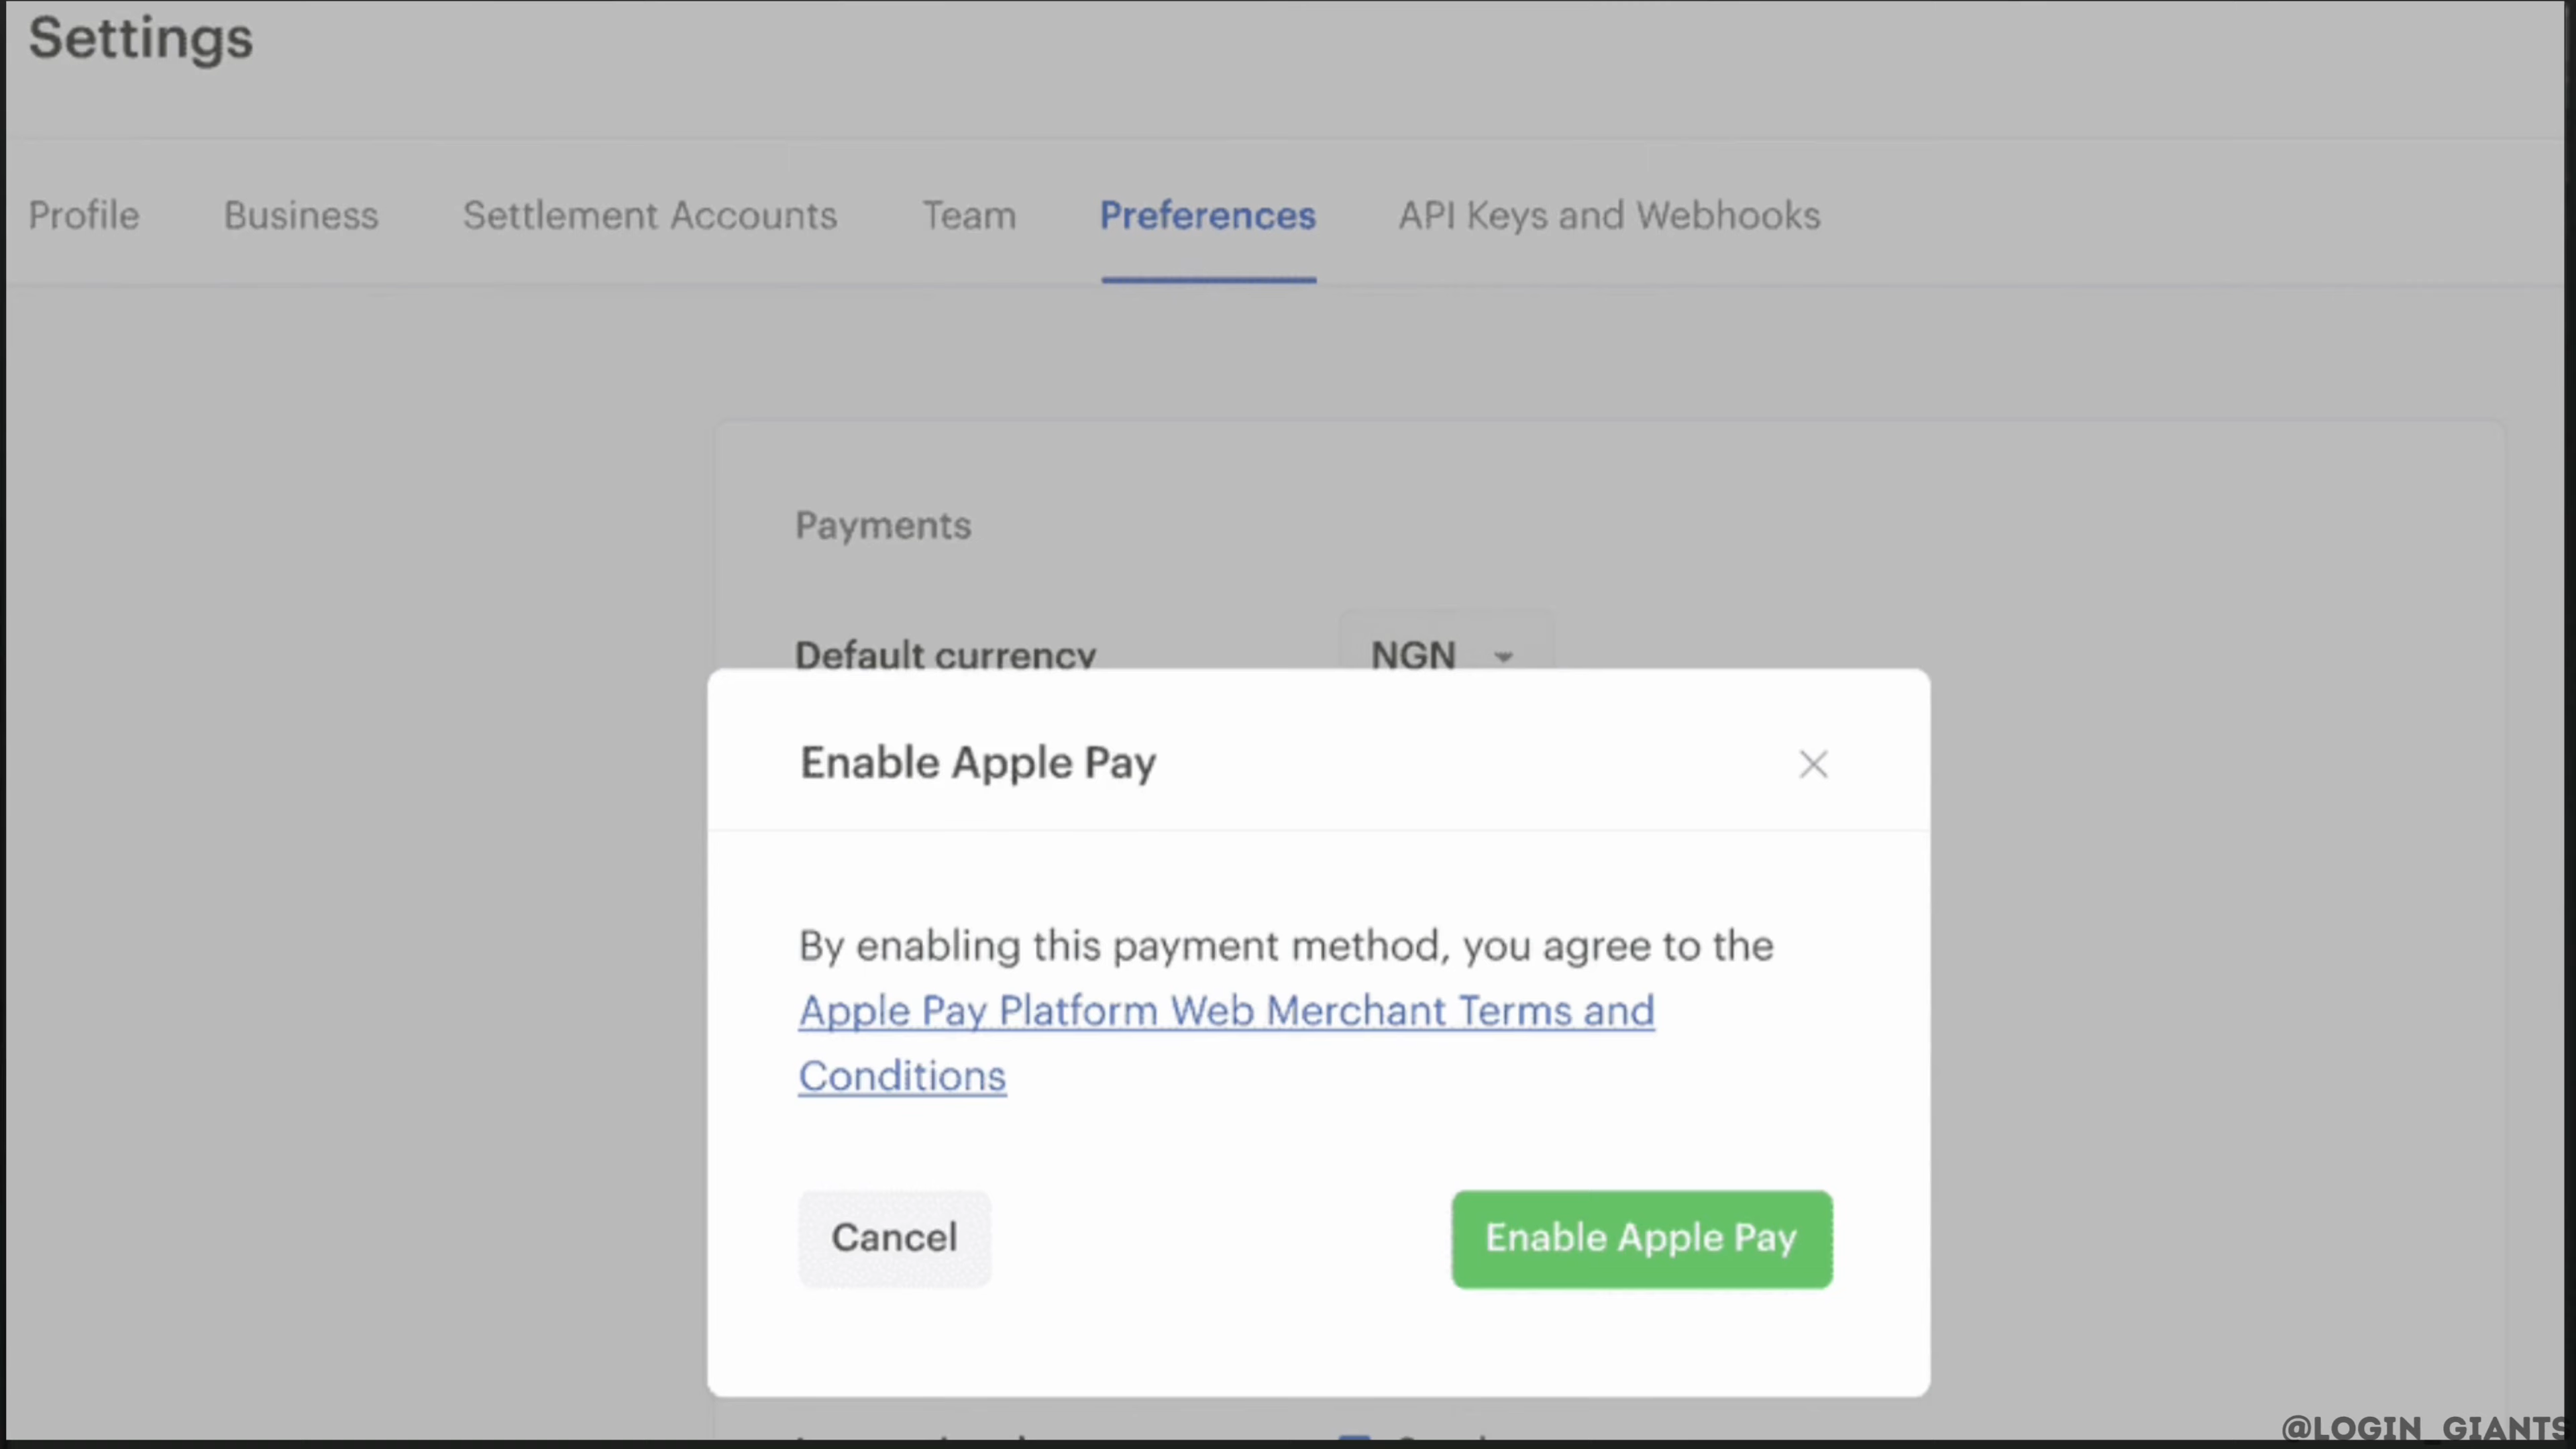 Settings
Profile Business Settlement Accounts Team Preferences API Keys and Webhooks
Payments
Default currency NGN
Enable Apple Pay
By enabling this payment method, you agree to the
Apple Pay Platform Web Merchant Terms and
Conditions
Cancel Enable Apple Pay
@LOGIN_GIANTS